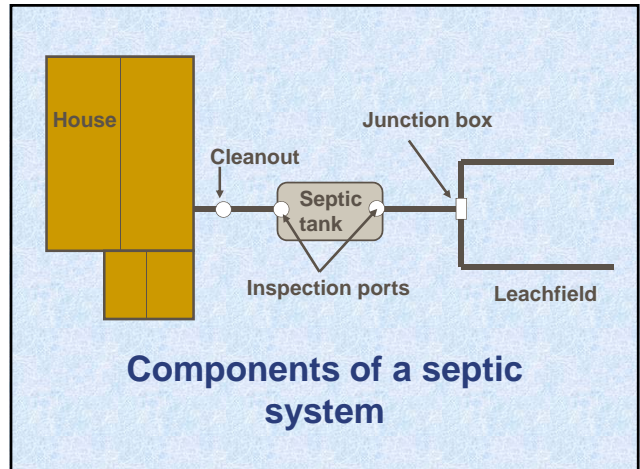 House
Junction box
Cleanout
Septic
tank
Inspection ports
Leachfield
Components of a septic
system